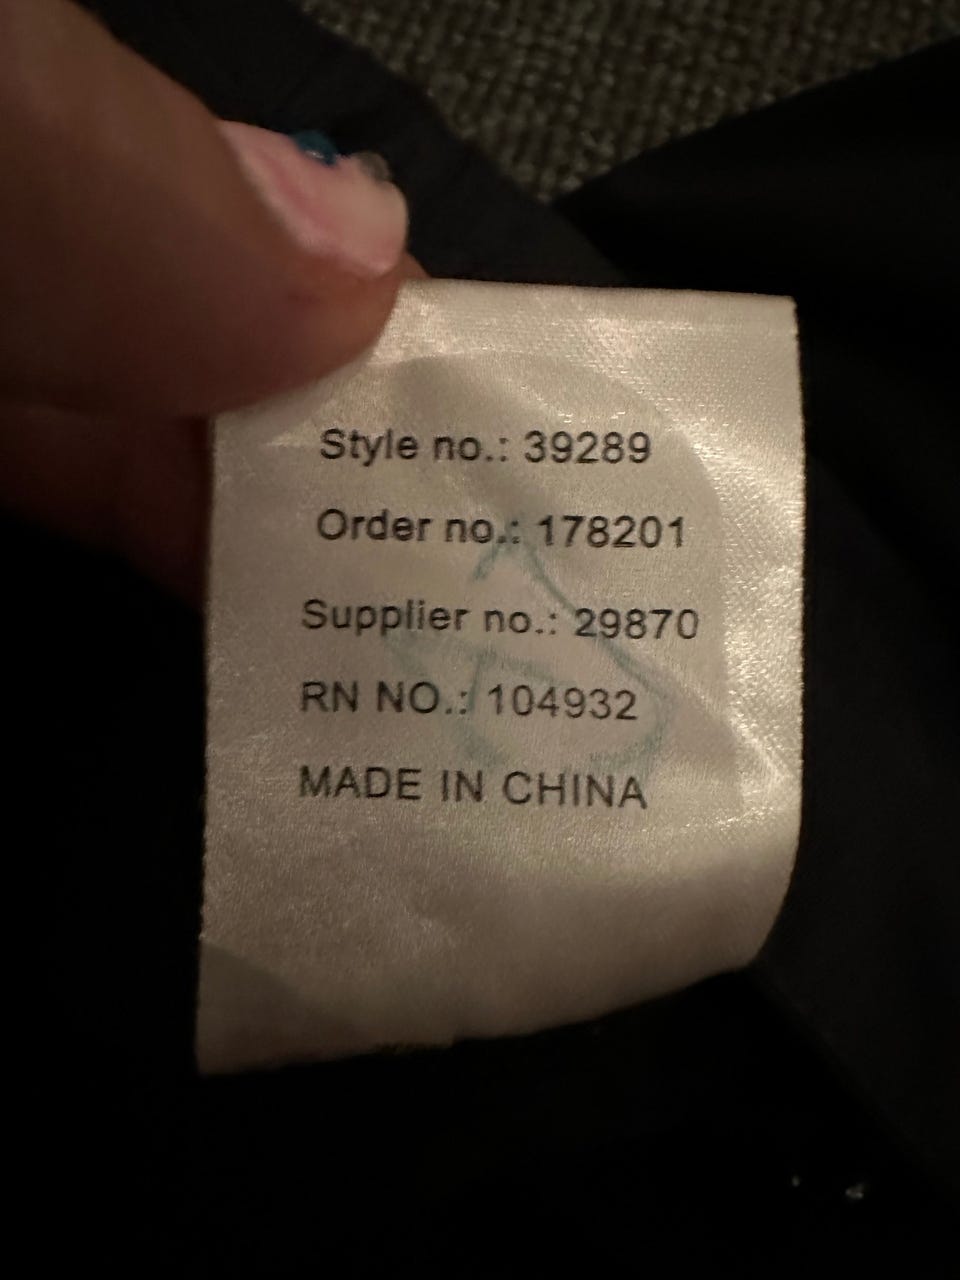 Style no.: 39289
Order no.: 178201
Supplier no.: 29870
RN NO.: 104932
MADE IN CHINA